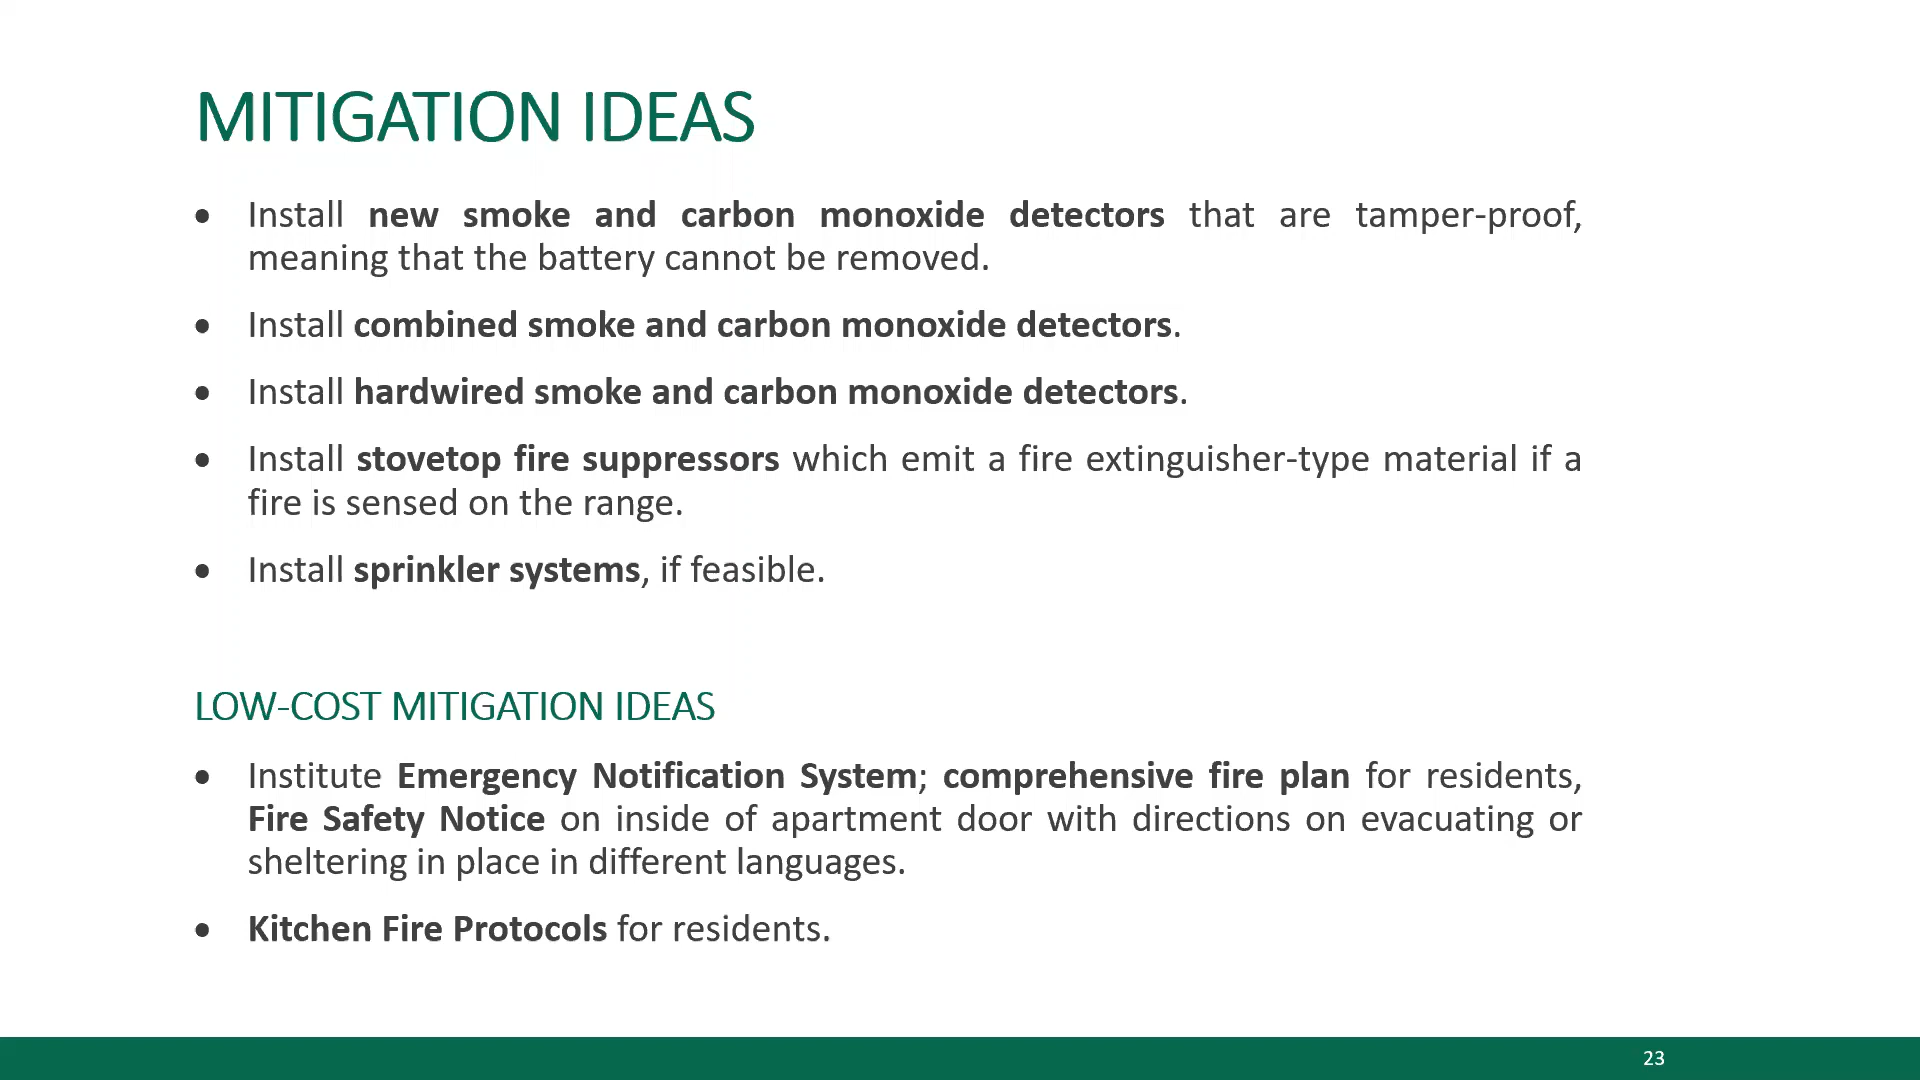 MITIGATION IDEAS
• Install new smoke and carbon monoxide detectors that are tamper-proof,
meaning that the battery cannot be removed.
• Install combined smoke and carbon monoxide detectors.
• Install hardwired smoke and carbon monoxide detectors.
• Install stovetop fire suppressors which emit a fire extinguisher-type material if a
fire is sensed on the range.
• Install sprinkler systems, if feasible.
LOW-COST MITIGATION IDEAS
• Institute Emergency Notification System; comprehensive fire plan for residents,
Fire Safety Notice on inside of apartment door with directions on evacuating or
sheltering in place in different languages.
• Kitchen Fire Protocols for residents.
23